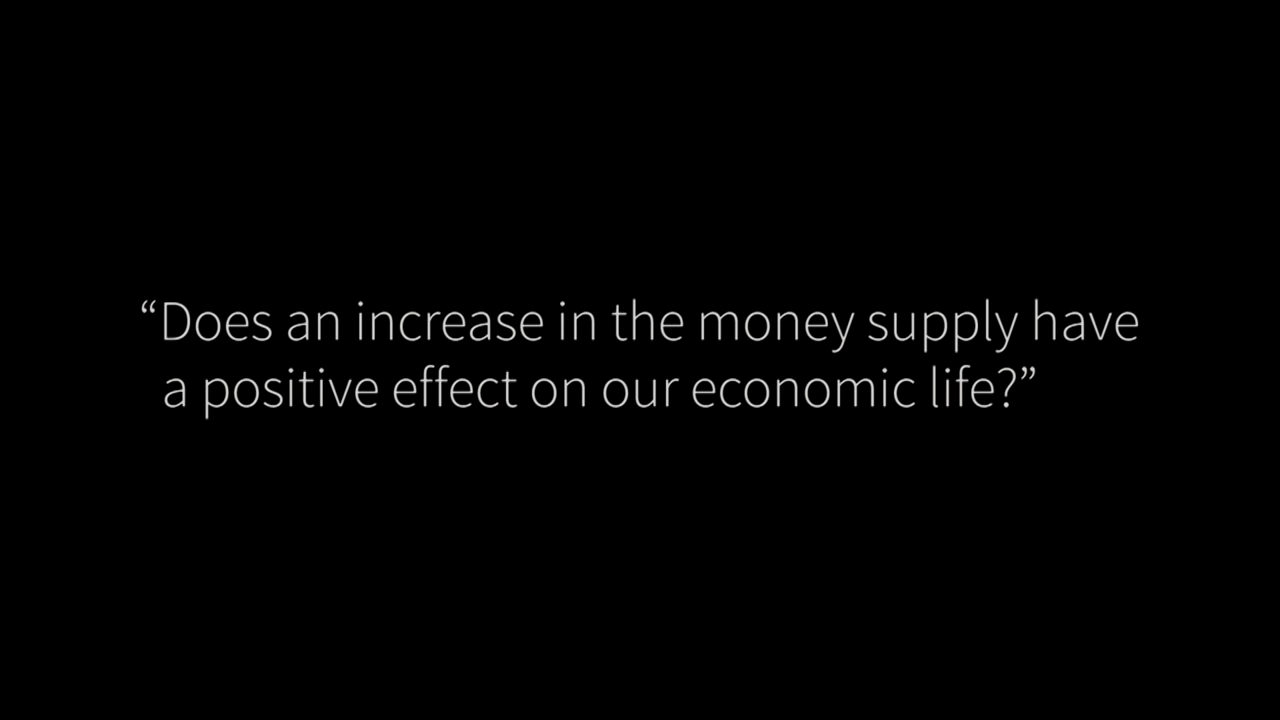 “Does an increase in the money supply have
a positive effect on our economic life?”